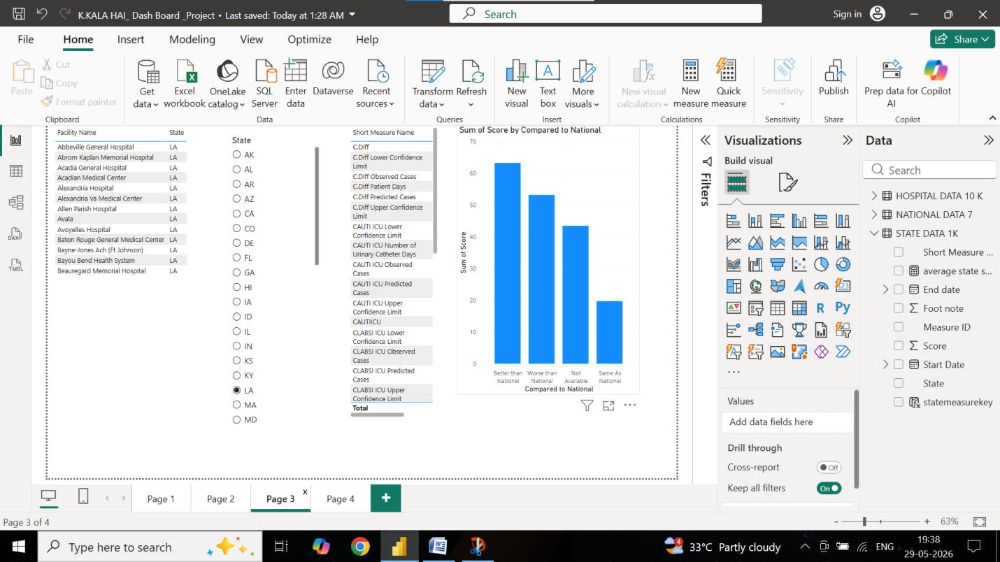 K.KALA HAI_ Dash Board _Project • Last saved: Today at 1:28 AM
Search
Sign in
File
Home
Insert
Modeling
View
Optimize
Help
Share
Paste
Cut
Copy
Format painter
Clipboard
Get data
Excel workbook
OneLake catalog
SQL Server
Enter data
Dataverse
Recent sources
Data
Transform data
Refresh
Queries
New visual
Text box
More visuals
Insert
New visual calculation
New measure
Quick measure
Calculations
Sensitivity
Sensitivity
Publish
Share
Prep data for AI
Copilot
Copilot
Facility Name State
Abbeville General Hospital LA
Abrom Kaplan Memorial Hospital LA
Acadia General Hospital LA
Acadian Medical Center LA
Alexandria Hospital LA
Alexandria Va Medical Center LA
Allen Parish Hospital LA
Avala LA
Avoyelles Hospital LA
Baton Rouge General Medical Center LA
Bayne-Jones Ach (Ft Johnson) LA
Bayou Bend Health System LA
Beauregard Memorial Hospital LA
State
AK
AL
AR
AZ
CA
CO
DE
FL
GA
HI
IA
ID
IL
IN
KS
KY
LA
MA
MD
Short Measure Name
C.Diff
C.Diff Lower Confidence
Limit
C.Diff Observed Cases
C.Diff Patient Days
C.Diff Predicted Cases
C.Diff Upper Confidence
Limit
CAUTI ICU Lower
Confidence Limit
CAUTI ICU Number of
Urinary Catheter Days
CAUTI ICU Observed
Cases
CAUTI ICU Predicted
Cases
CAUTI ICU Upper
Confidence Limit
CAUTIICU
CLABSI ICU Lower
Confidence Limit
CLABSI ICU Observed
Cases
CLABSI ICU Predicted
Cases
CLABSI ICU Upper
Confidence Limit
Total
Sum of Score by Compared to National
Sum of Score
70
60
50
40
30
20
10
0
Better than National
Worse than National
Not Available
Same As National
Compared to National
Filters
Visualizations
Build visual
123
R
Py
Values
Add data fields here
Drill through
Cross-report
Off
Keep all filters
On
Data
Search
HOSPITAL DATA 10 K
NATIONAL DATA 7
STATE DATA 1K
Short Measure ...
average state s...
End date
Foot note
Measure ID
Score
Start Date
State
statemeasurekey
DAX
TMDL
Page 1
Page 2
Page 3 x
Page 4
+
Page 3 of 4
- + 63%
Type here to search
4
33°C Partly cloudy
ENG
19:38
29-05-2026